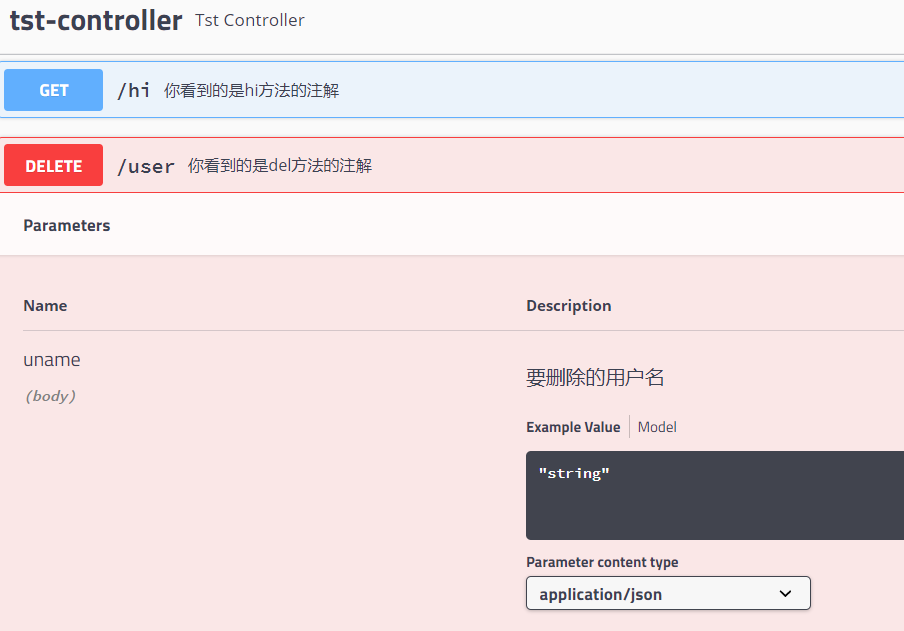 tst-controller Tst Controller
GET /hi 你看到的是hi方法的注解
DELETE /user 你看到的是del方法的注解
Parameters
Name Description
uname
要删除的用户名
(body)
Example Value Model
"string"
Parameter content type
application/json